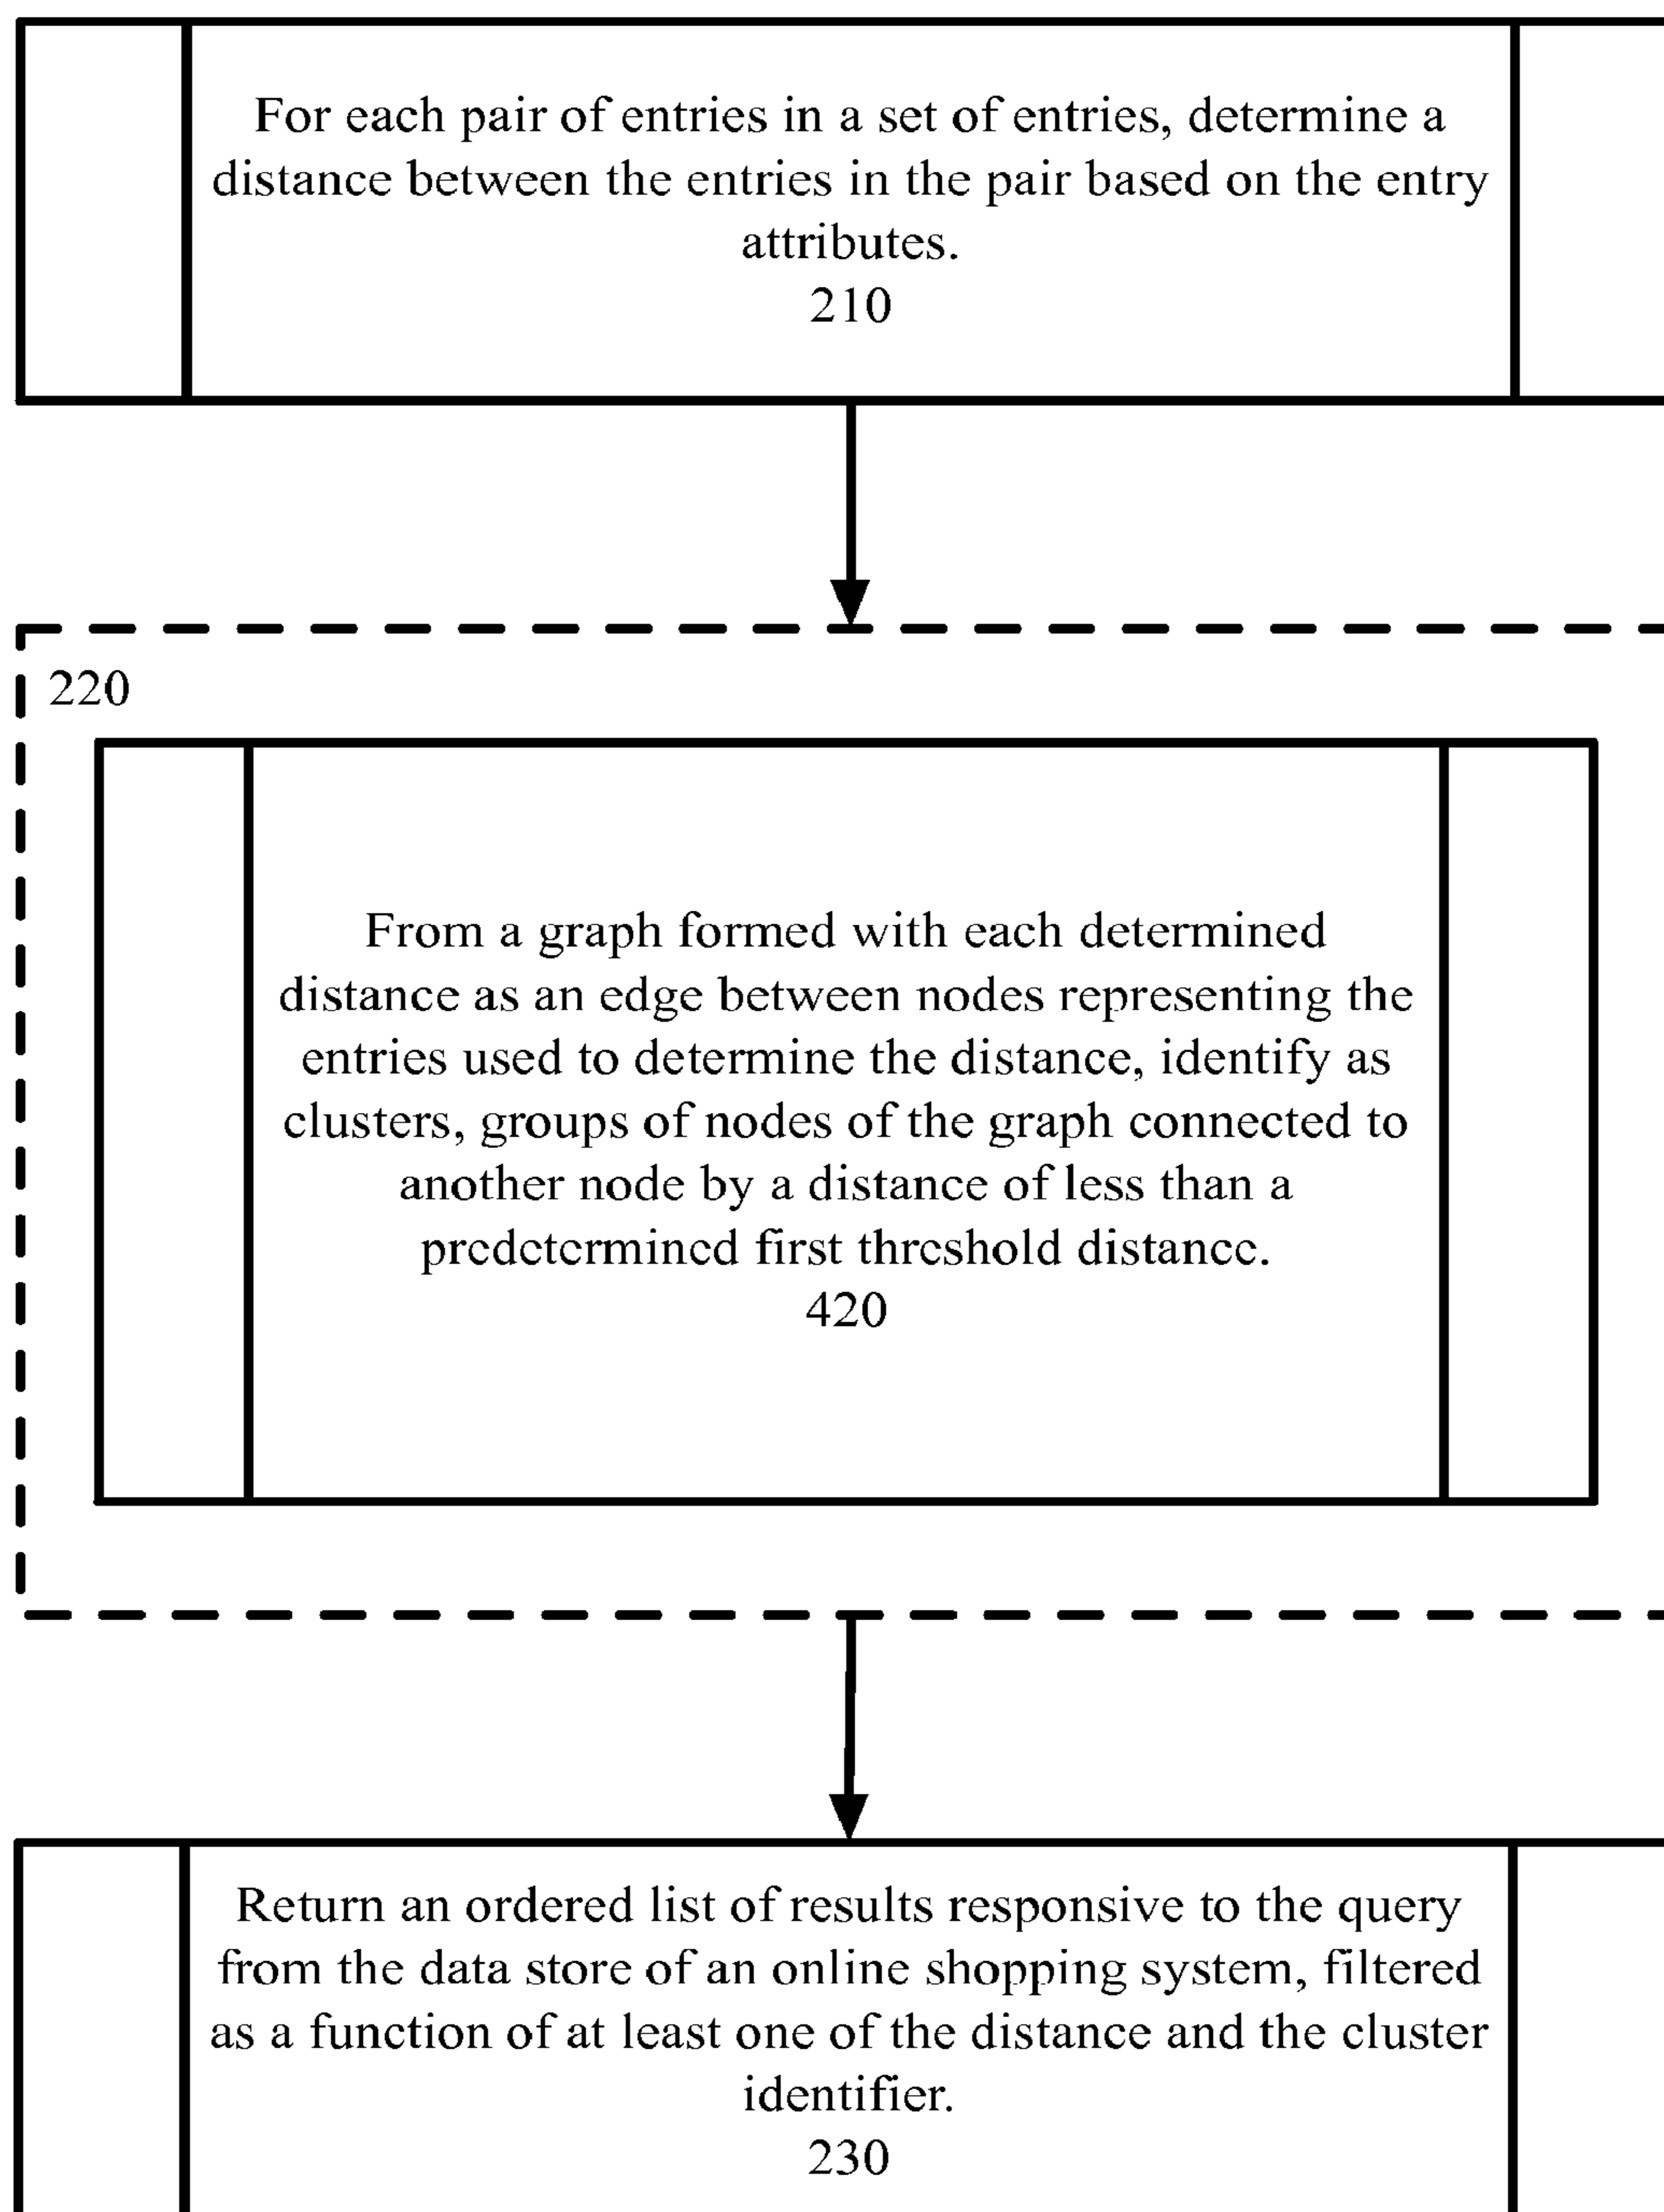 For each pair of entries in a set of entries, determine a
distance between the entries in the pair based on the entry
attributes.
210
220
From a graph formed with each determined
distance as an edge between nodes representing the
entries used to determine the distance, identify as
clusters, groups of nodes of the graph connected to
another node by a distance of less than a
predetermined first threshold distance.
420
Return an ordered list of results responsive to the query
from the data store of an online shopping system, filtered
as a function of at least one of the distance and the cluster
identifier.
230